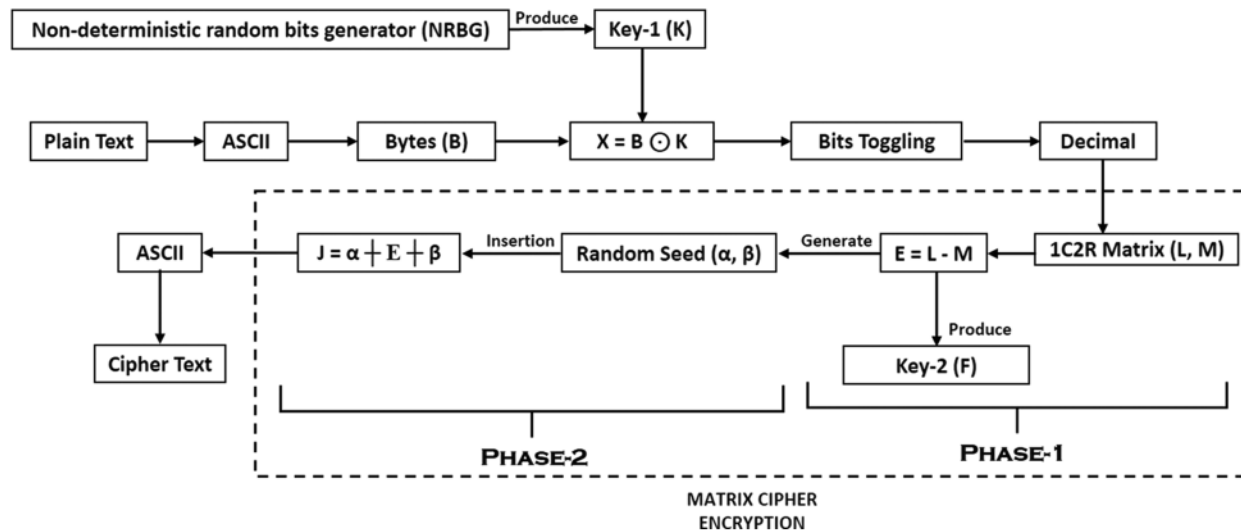 Non-deterministic random bits generator (NRBG)
Produce
Key-1 (K)
Plain Text
ASCII
Bytes (B)
X = B ⊙ K
Bits Toggling
Decimal
ASCII
J = α + E + β
Insertion
Random Seed (α, β)
Generate
E = L - M
1C2R Matrix (L, M)
Produce
Cipher Text
Key-2 (F)
PHASE-2
PHASE-1
MATRIX CIPHER
ENCRYPTION